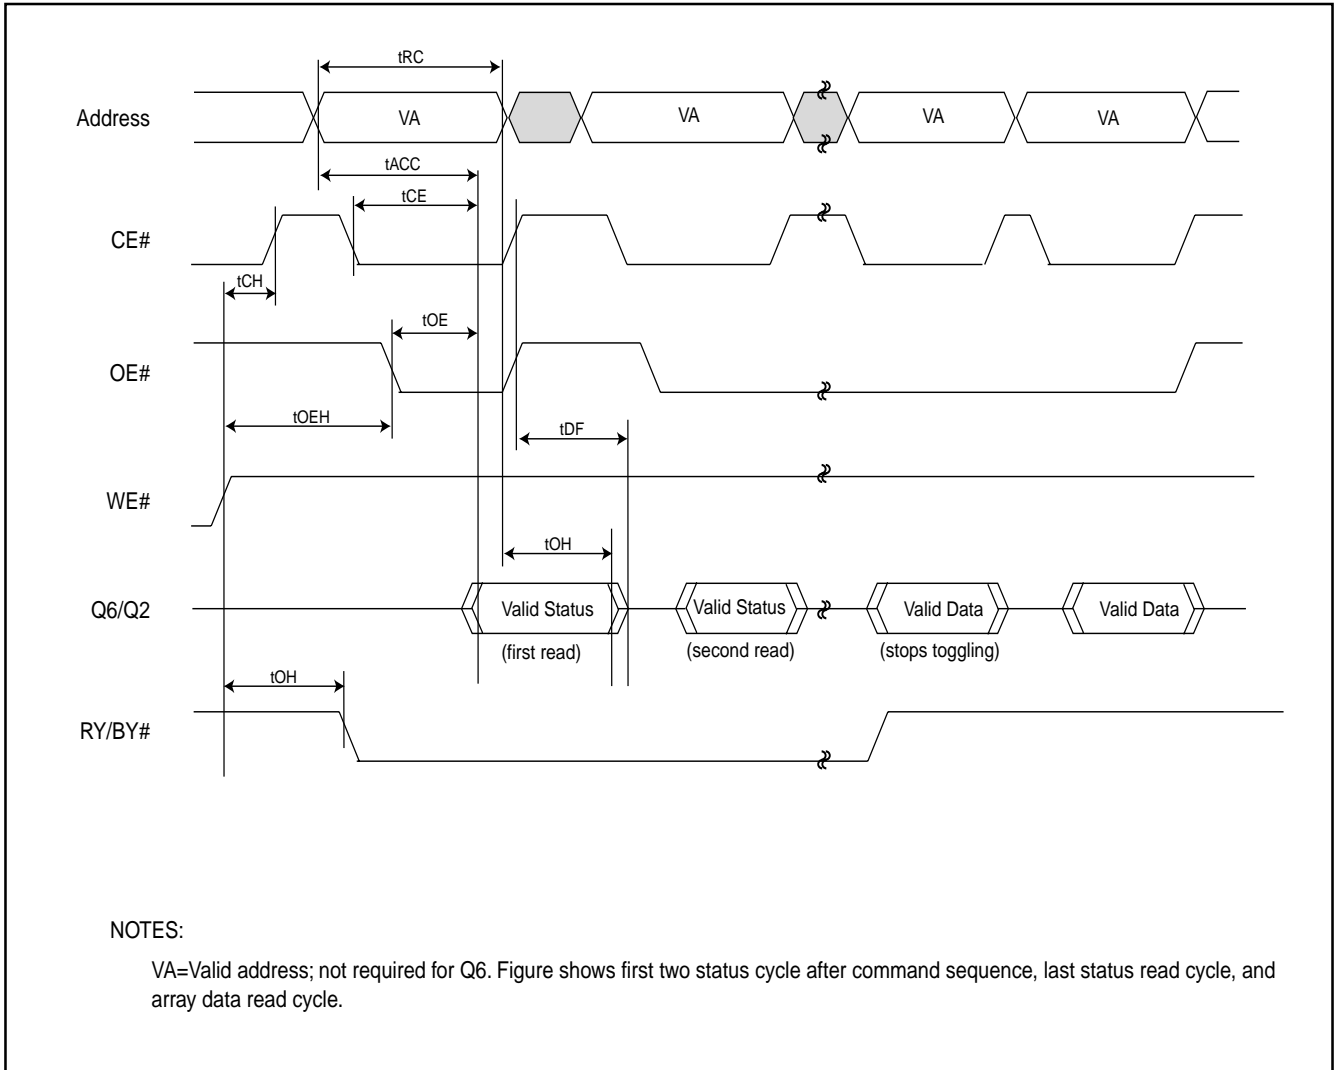 tRC
Address
VA
VA
VA
VA
tACC
tCE
CE#
tCH
tOE
OE#
tOEH
tDF
WE#
tOH
Q6/Q2
Valid Status
Valid Status
Valid Data
Valid Data
(first read)
(second read)
(stops toggling)
tOH
RY/BY#
NOTES:
VA=Valid address; not required for Q6. Figure shows first two status cycle after command sequence, last status read cycle, and
array data read cycle.